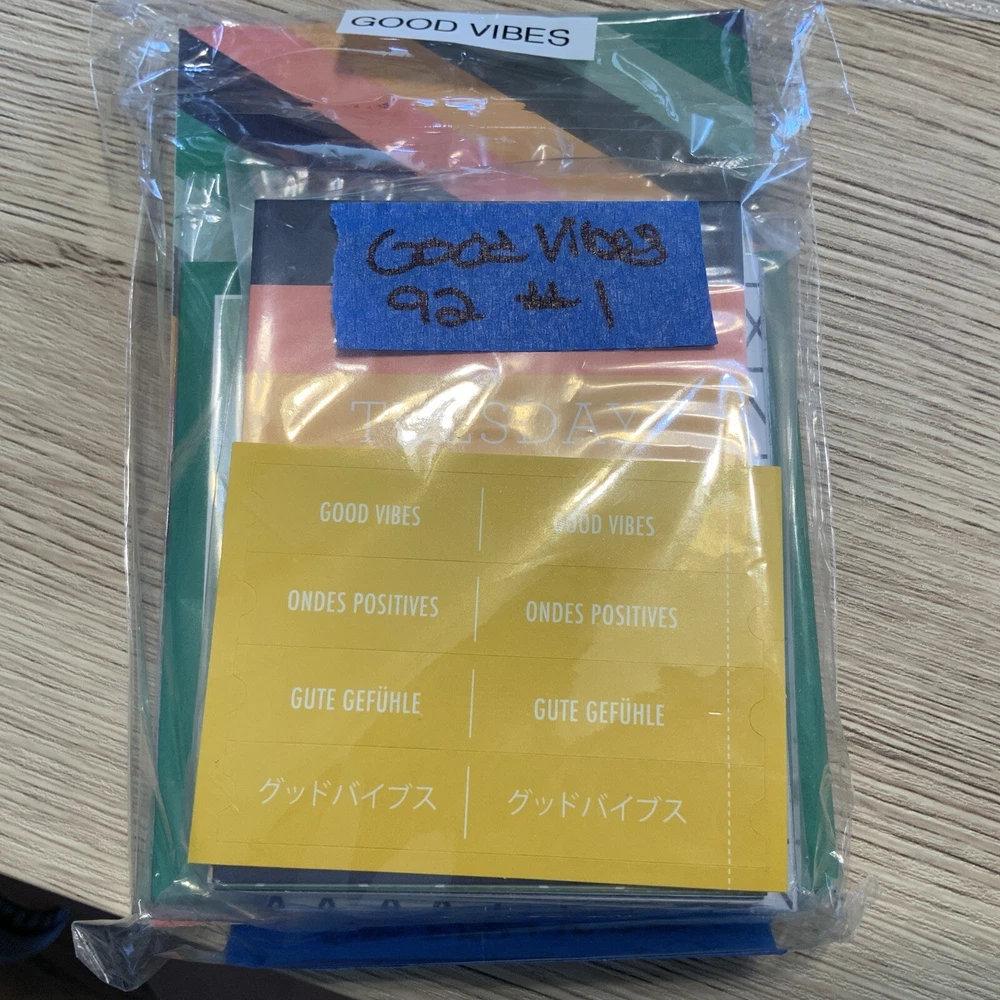 GOOD VIBES
GOOD VIBES
92 #1
TUESDAY
GOOD VIBES GOOD VIBES
ONDES POSITIVES ONDES POSITIVES
GUTE GEFÜHLE GUTE GEFÜHLE
グッドバイブス グッドバイブス